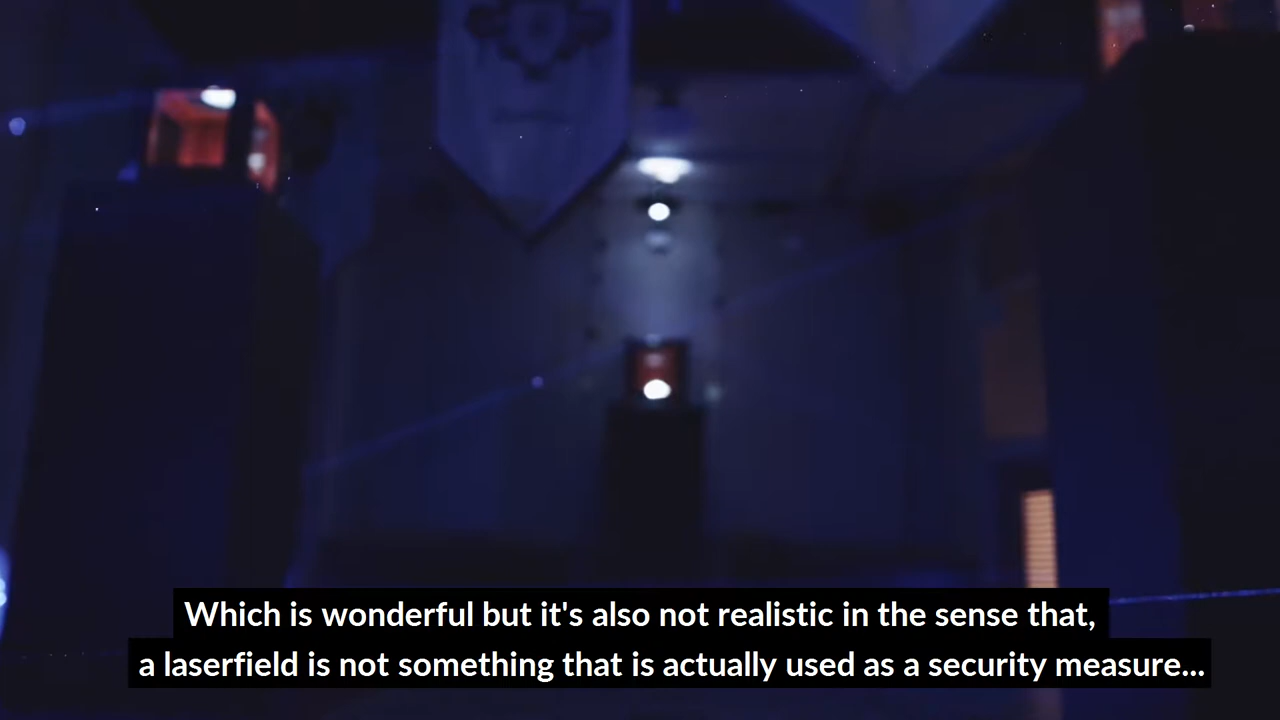 Which is wonderful but it's also not realistic in the sense that,
a laserfield is not something that is actually used as a security measure...